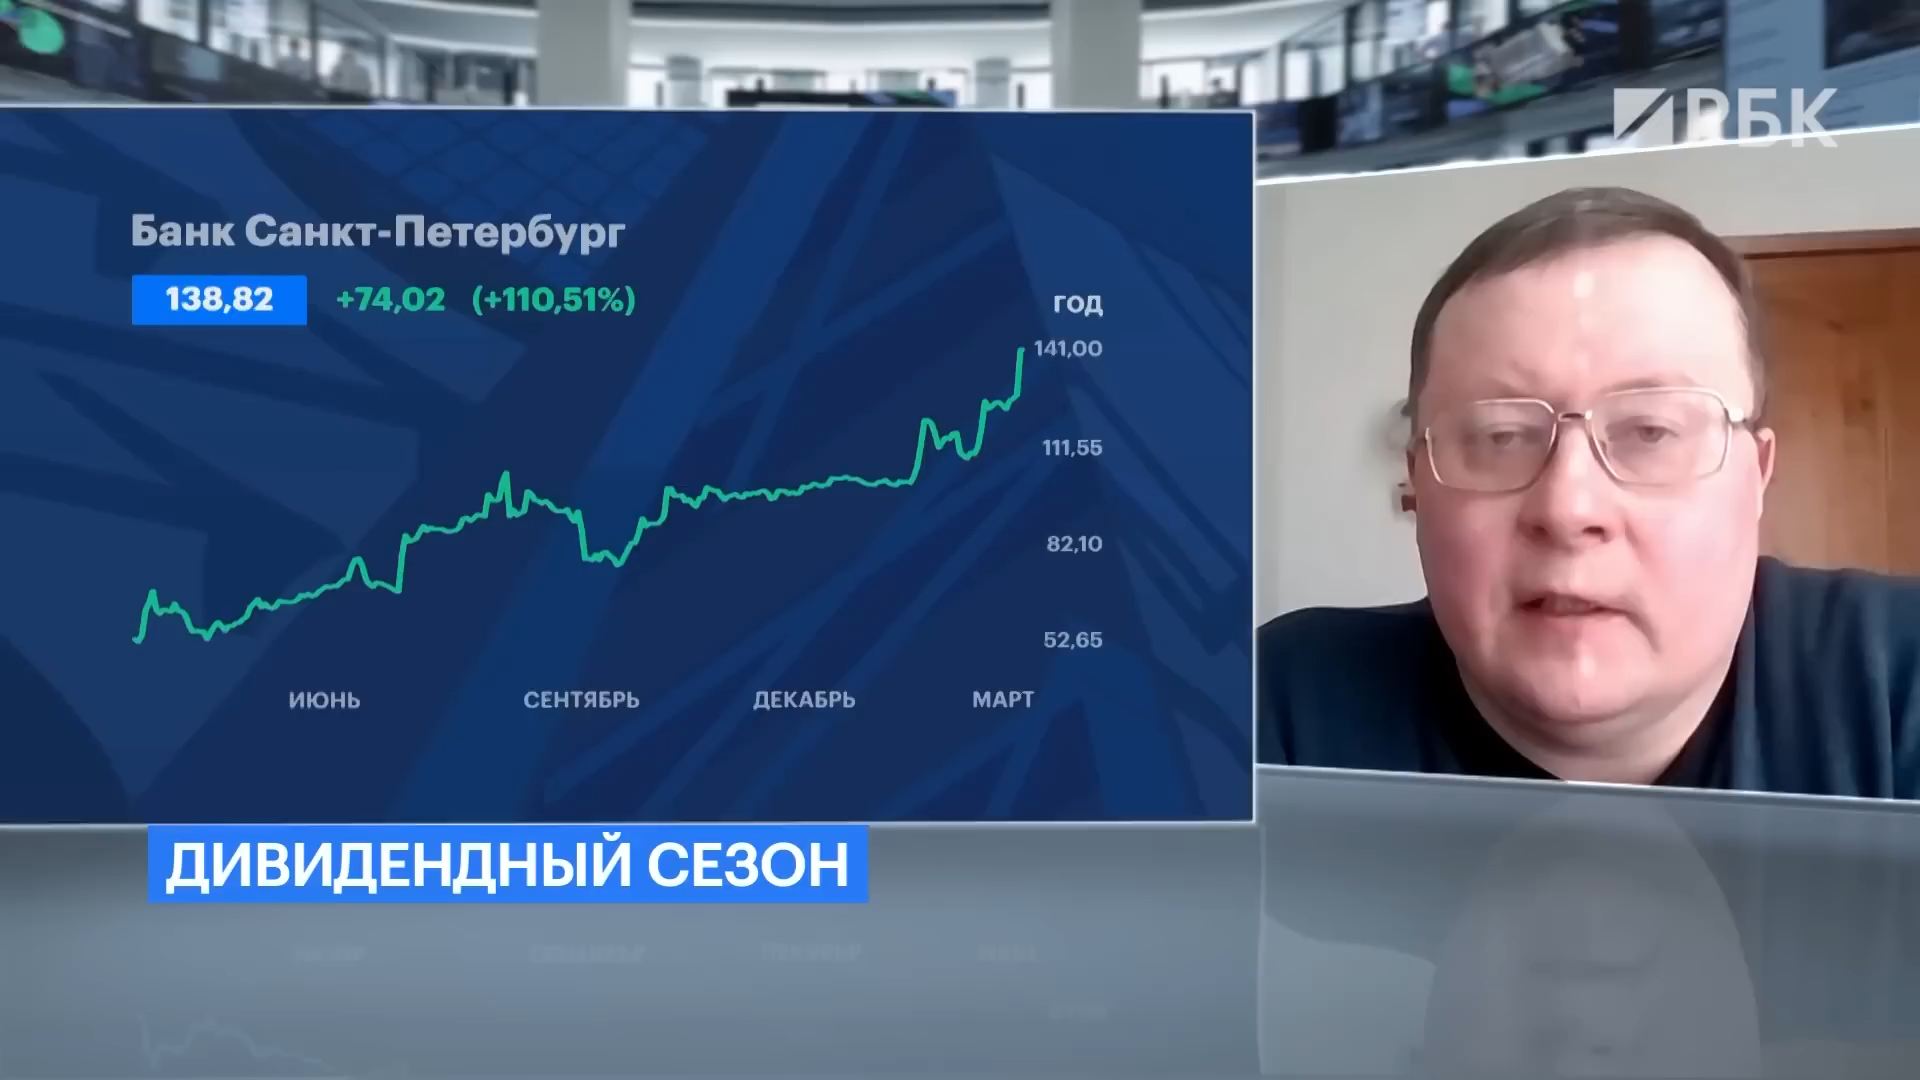 РБК
Банк Санкт-Петербург
138,82 +74,02 (+110,51%)
ГОД
141,00
111,55
82,10
52,65
ИЮНЬ СЕНТЯБРЬ ДЕКАБРЬ МАРТ
ДИВИДЕНДНЫЙ СЕЗОН